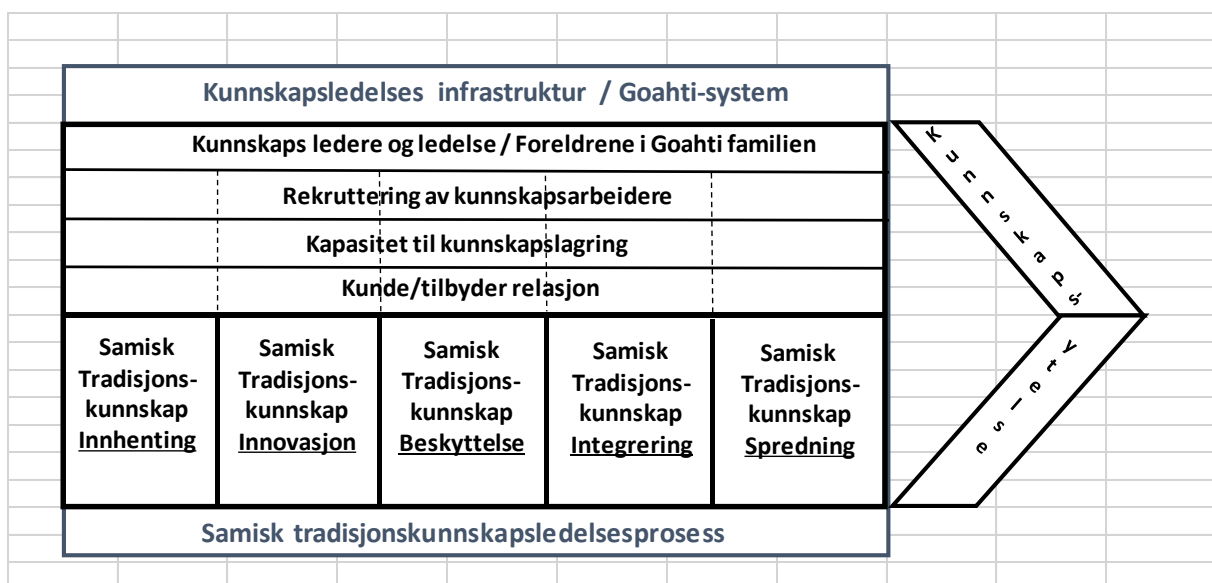 Kunnskapsledelses infrastruktur / Goahti-system
Kunnskaps ledere og ledelse / Foreldrene i Goahti familien
Rekruttering av kunnskapsarbeidere
Kapasitet til kunnskapslagring
Kunde/tilbyder relasjon
Samisk
Tradisjons-
kunnskap
Innhenting
Samisk
Tradisjons-
kunnskap
Innovasjon
Samisk
Tradisjons-
kunnskap
Beskyttelse
Samisk
Tradisjons-
kunnskap
Integrering
Samisk
Tradisjons-
kunnskap
Spredning
Samisk tradisjonskunnskapsledelsesprosess
Kunnskaps
ytelse